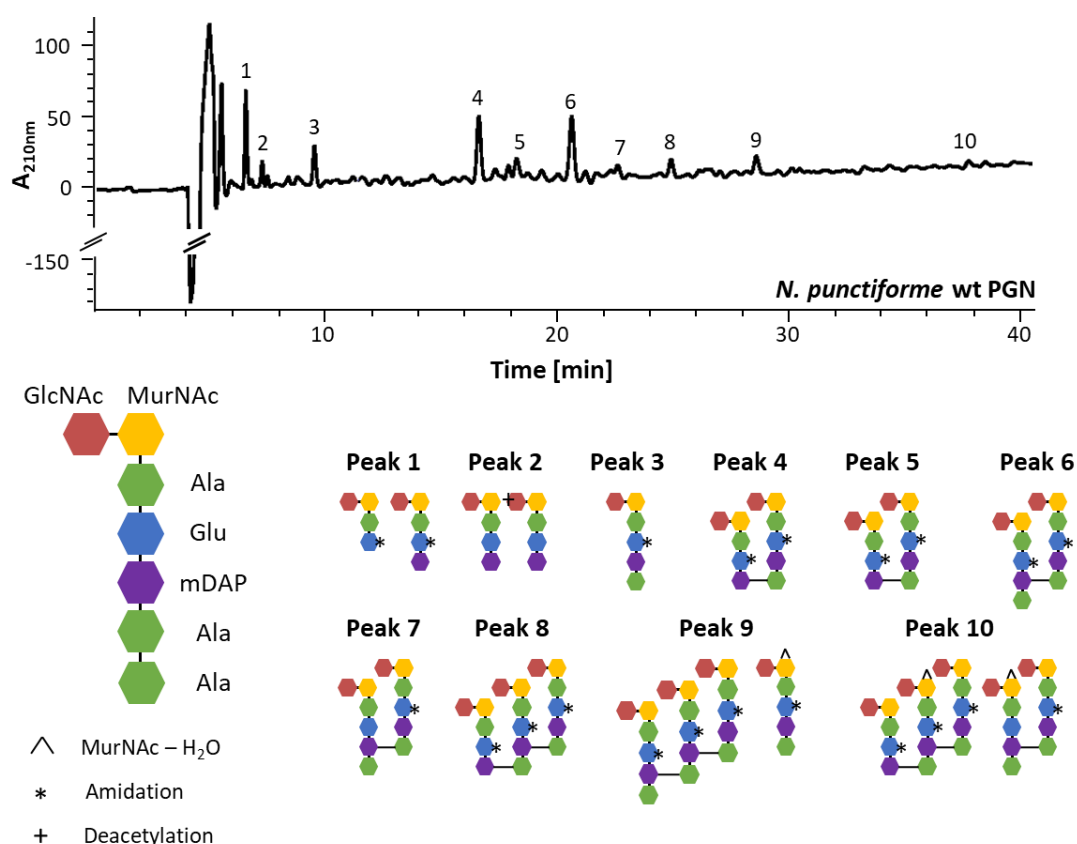 1
2
3
4
5
6
7
8
9
10
100
50
0
-150
A210nm
N. punctiforme wt PGN
10
20
30
40
Time [min]
GlcNAc MurNAc
Ala
Glu
mDAP
Ala
Ala
MurNAc – H2O
* Amidation
+ Deacetylation
Peak 1 Peak 2 Peak 3 Peak 4 Peak 5 Peak 6
* * + * * * * * * *
Peak 7 Peak 8 Peak 9 Peak 10
^ ^ ^
* * * * * * * * * * * *